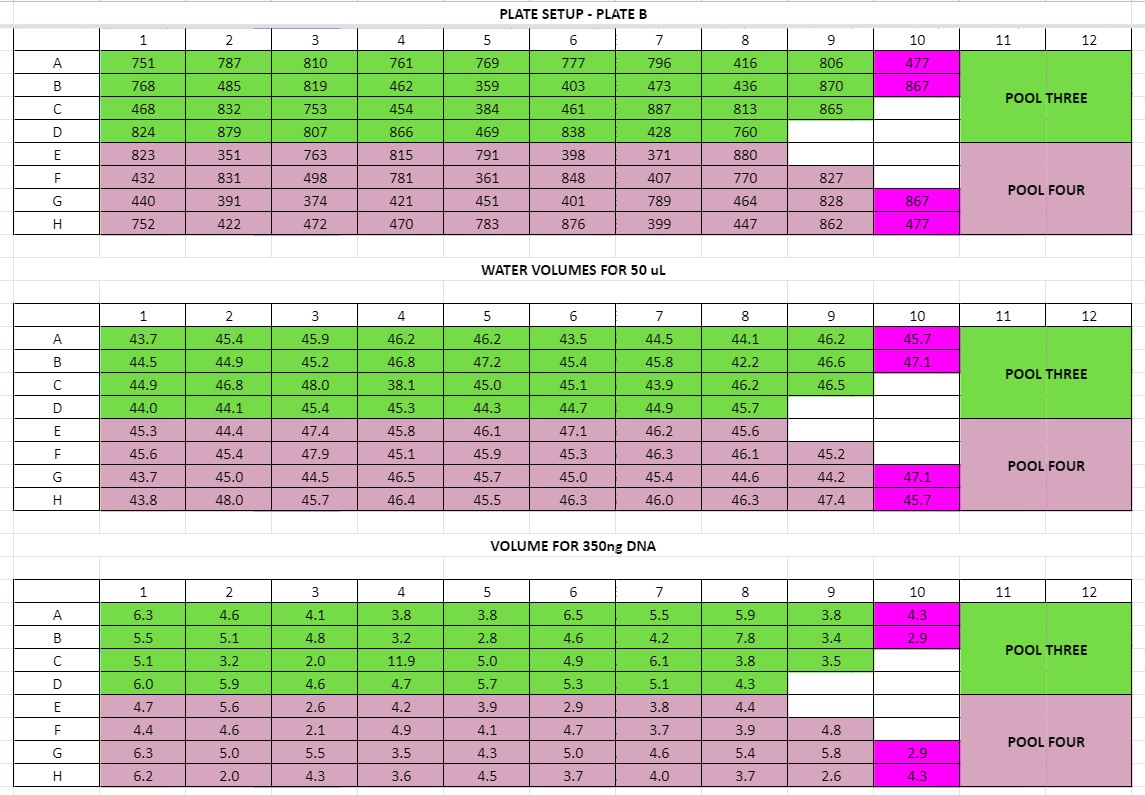 PLATE SETUP - PLATE B
1 2 3 4 5 6 7 8 9 10 11 12
A 751 787 810 761 769 777 796 416 806 477
B 768 485 819 462 359 403 473 436 870 867
POOL THREE
C 468 832 753 454 384 461 887 813 865
D 824 879 807 866 469 838 428 760
E 823 351 763 815 791 398 371 880
F 432 831 498 781 361 848 407 770 827
POOL FOUR
G 440 391 374 421 451 401 789 464 828 867
H 752 422 472 470 783 876 399 447 862 477
WATER VOLUMES FOR 50 uL
1 2 3 4 5 6 7 8 9 10 11 12
A 43.7 45.4 45.9 46.2 46.2 43.5 44.5 44.1 46.2 45.7
B 44.5 44.9 45.2 46.8 47.2 45.4 45.8 42.2 46.6 47.1
POOL THREE
C 44.9 46.8 48.0 38.1 45.0 45.1 43.9 46.2 46.5
D 44.0 44.1 45.4 45.3 44.3 44.7 44.9 45.7
E 45.3 44.4 47.4 45.8 46.1 47.1 46.2 45.6
F 45.6 45.4 47.9 45.1 45.9 45.3 46.3 46.1 45.2
POOL FOUR
G 43.7 45.0 44.5 46.5 45.7 45.0 45.4 44.6 44.2 47.1
H 43.8 48.0 45.7 46.4 45.5 46.3 46.0 46.3 47.4 45.7
VOLUME FOR 350ng DNA
1 2 3 4 5 6 7 8 9 10 11 12
A 6.3 4.6 4.1 3.8 3.8 6.5 5.5 5.9 3.8 4.3
B 5.5 5.1 4.8 3.2 2.8 4.6 4.2 7.8 3.4 2.9
POOL THREE
C 5.1 3.2 2.0 11.9 5.0 4.9 6.1 3.8 3.5
D 6.0 5.9 4.6 4.7 5.7 5.3 5.1 4.3
E 4.7 5.6 2.6 4.2 3.9 2.9 3.8 4.4
F 4.4 4.6 2.1 4.9 4.1 4.7 3.7 3.9 4.8
POOL FOUR
G 6.3 5.0 5.5 3.5 4.3 5.0 4.6 5.4 5.8 2.9
H 6.2 2.0 4.3 3.6 4.5 3.7 4.0 3.7 2.6 4.3